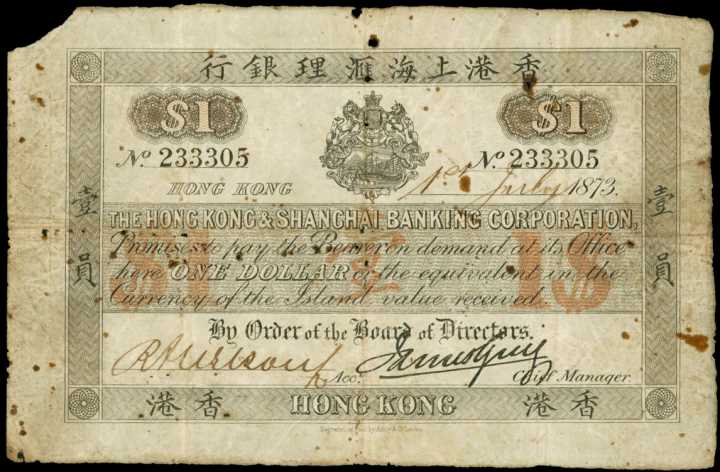 行銀理滙海上港香
$1 $1
No. 233305 No. 233305
HONG KONG 1st July 1873.
壹員 壹員
THE HONG KONG & SHANGHAI BANKING CORPORATION,
Promises to pay the Bearer on demand at its Office
here ONE DOLLAR or the equivalent in the
Currency of the Island value received.
$1 1$
By Order of the Board of Directors.
Acc. Chief Manager
港香 HONG KONG 港香